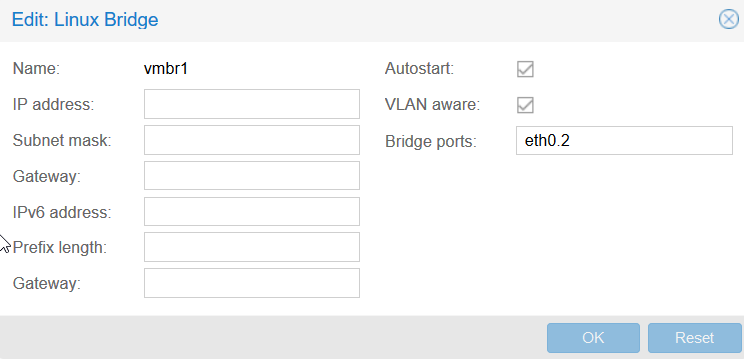 Edit: Linux Bridge
Name: vmbr1
IP address:
Subnet mask:
Gateway:
IPv6 address:
Prefix length:
Gateway:
Autostart:
VLAN aware:
Bridge ports: eth0.2
OK Reset